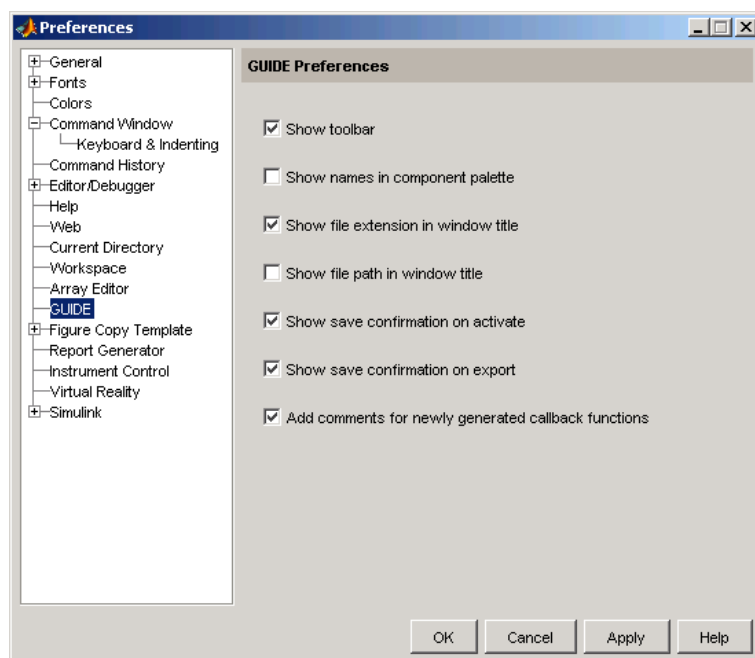 Preferences
General
Fonts
Colors
Command Window
Keyboard & Indenting
Command History
Editor/Debugger
Help
Web
Current Directory
Workspace
Array Editor
GUIDE
Figure Copy Template
Report Generator
Instrument Control
Virtual Reality
Simulink
GUIDE Preferences
Show toolbar
Show names in component palette
Show file extension in window title
Show file path in window title
Show save confirmation on activate
Show save confirmation on export
Add comments for newly generated callback functions
OK Cancel Apply Help